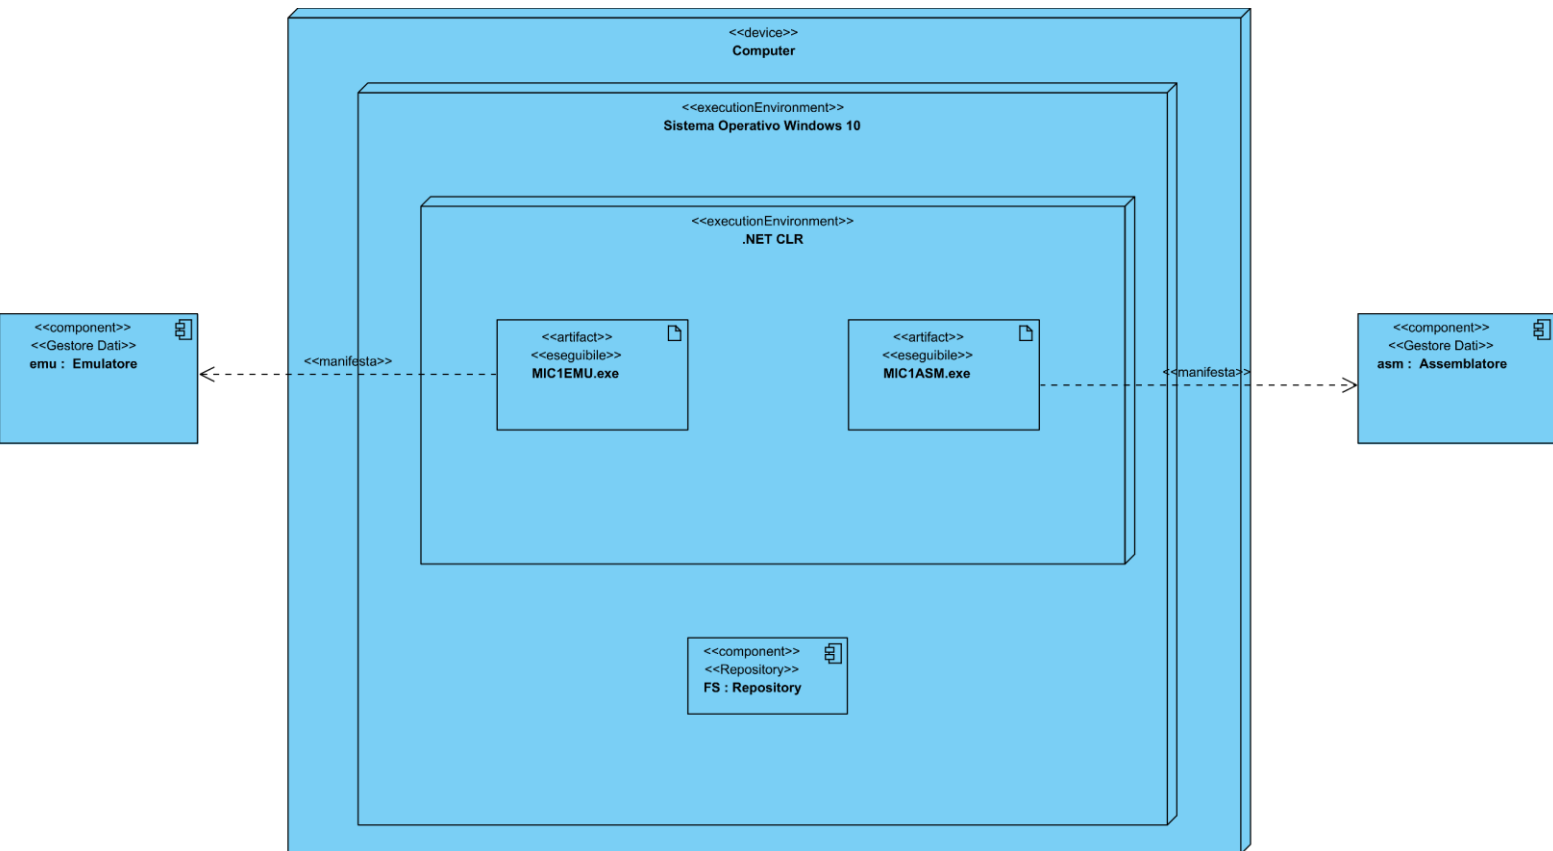 <<device>>
Computer
<<executionEnvironment>>
Sistema Operativo Windows 10
<<executionEnvironment>>
.NET CLR
<<component>>
<<Gestore Dati>>
emu : Emulatore
<<manifesta>>
<<artifact>>
<<eseguibile>>
MIC1EMU.exe
<<artifact>>
<<eseguibile>>
MIC1ASM.exe
<<manifesta>>
<<component>>
<<Gestore Dati>>
asm : Assemblatore
<<component>>
<<Repository>>
FS : Repository